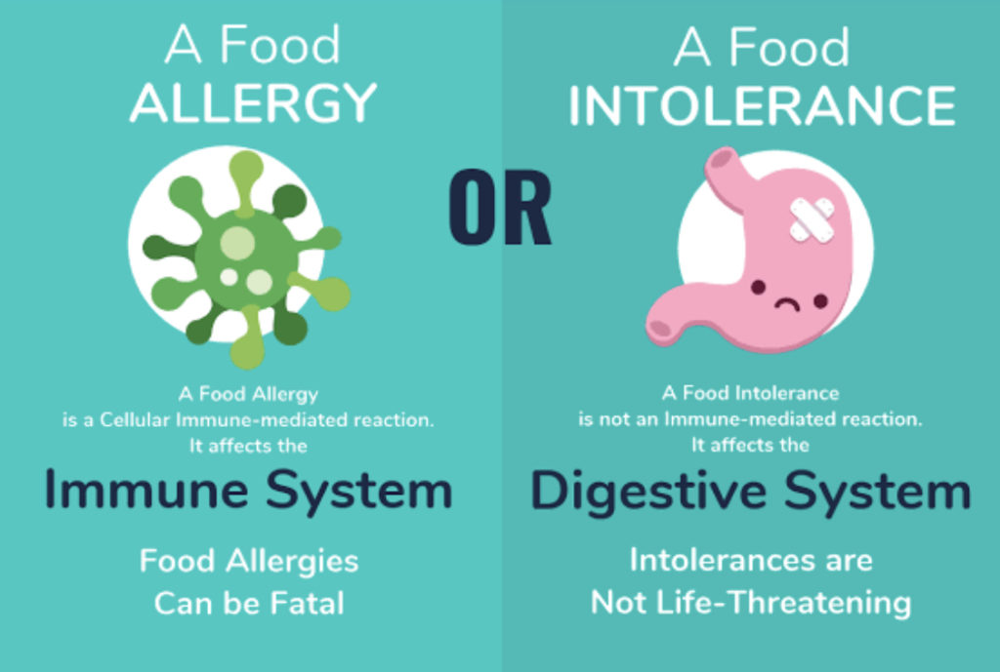 A Food
ALLERGY
A Food Allergy
is a Cellular Immune-mediated reaction.
It affects the
Immune System
Food Allergies
Can be Fatal
OR
A Food
INTOLERANCE
A Food Intolerance
is not an Immune-mediated reaction.
It affects the
Digestive System
Intolerances are
Not Life-Threatening